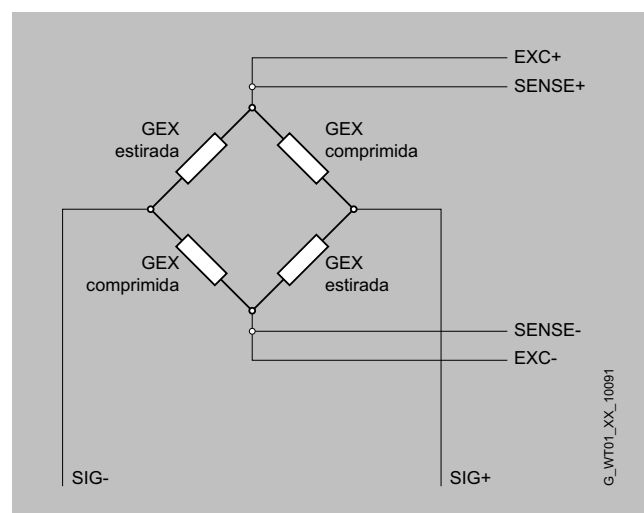 EXC+
SENSE+
GEX
estirada
GEX
comprimida
GEX
comprimida
GEX
estirada
SENSE-
EXC-
SIG-
SIG+
G_WT01_XX_10091